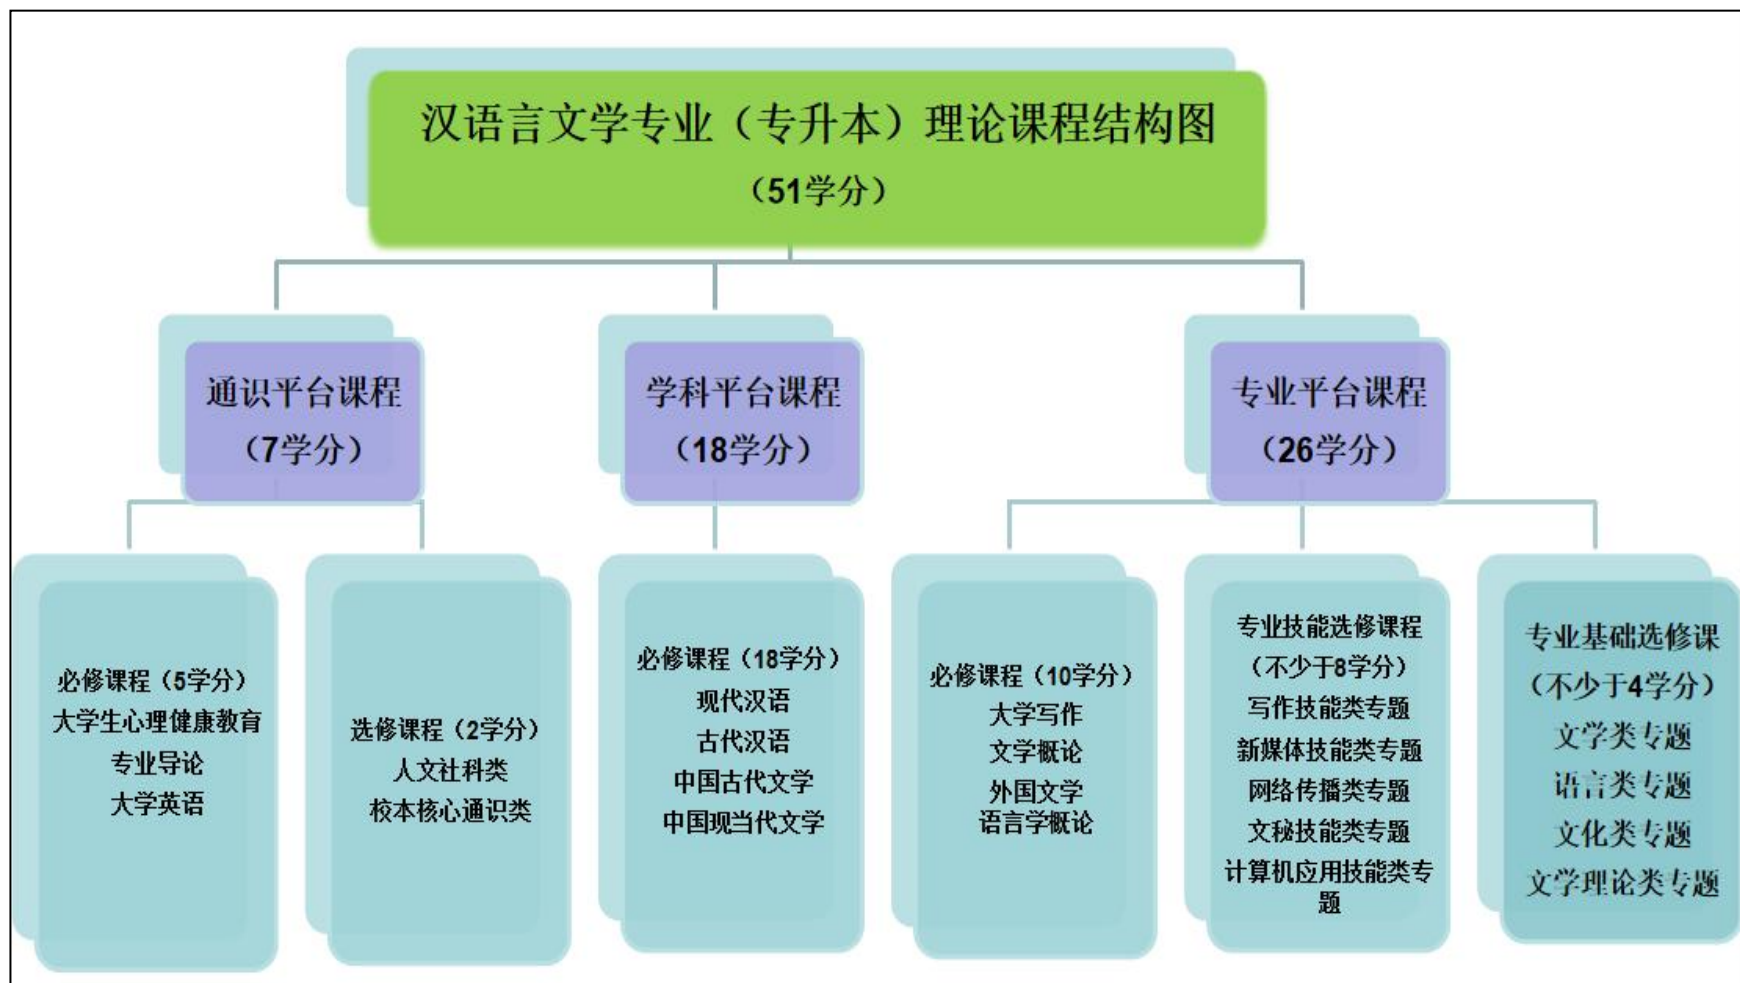 汉语言文学专业（专升本）理论课程结构图
（51学分）
通识平台课程
（7学分）
学科平台课程
（18学分）
专业平台课程
（26学分）
必修课程（5学分）
大学生心理健康教育
专业导论
大学英语
选修课程（2学分）
人文社科类
校本核心通识类
必修课程（18学分）
现代汉语
古代汉语
中国古代文学
中国现当代文学
必修课程（10学分）
大学写作
文学概论
外国文学
语言学概论
专业技能选修课程
（不少于8学分）
写作技能类专题
新媒体技能类专题
网络传播类专题
文秘技能类专题
计算机应用技能类专
题
专业基础选修课
（不少于4学分）
文学类专题
语言类专题
文化类专题
文学理论类专题